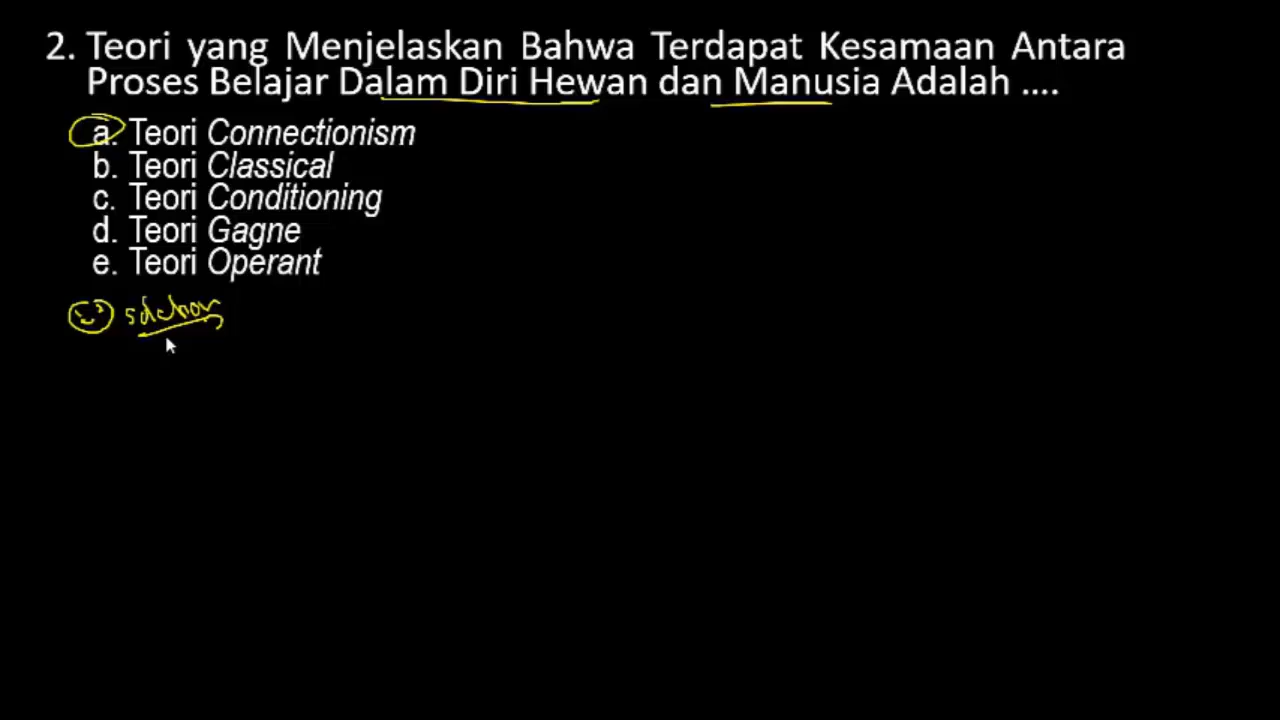 2. Teori yang Menjelaskan Bahwa Terdapat Kesamaan Antara
Proses Belajar Dalam Diri Hewan dan Manusia Adalah ....
a. Teori Connectionism
b. Teori Classical
c. Teori Conditioning
d. Teori Gagne
e. Teori Operant